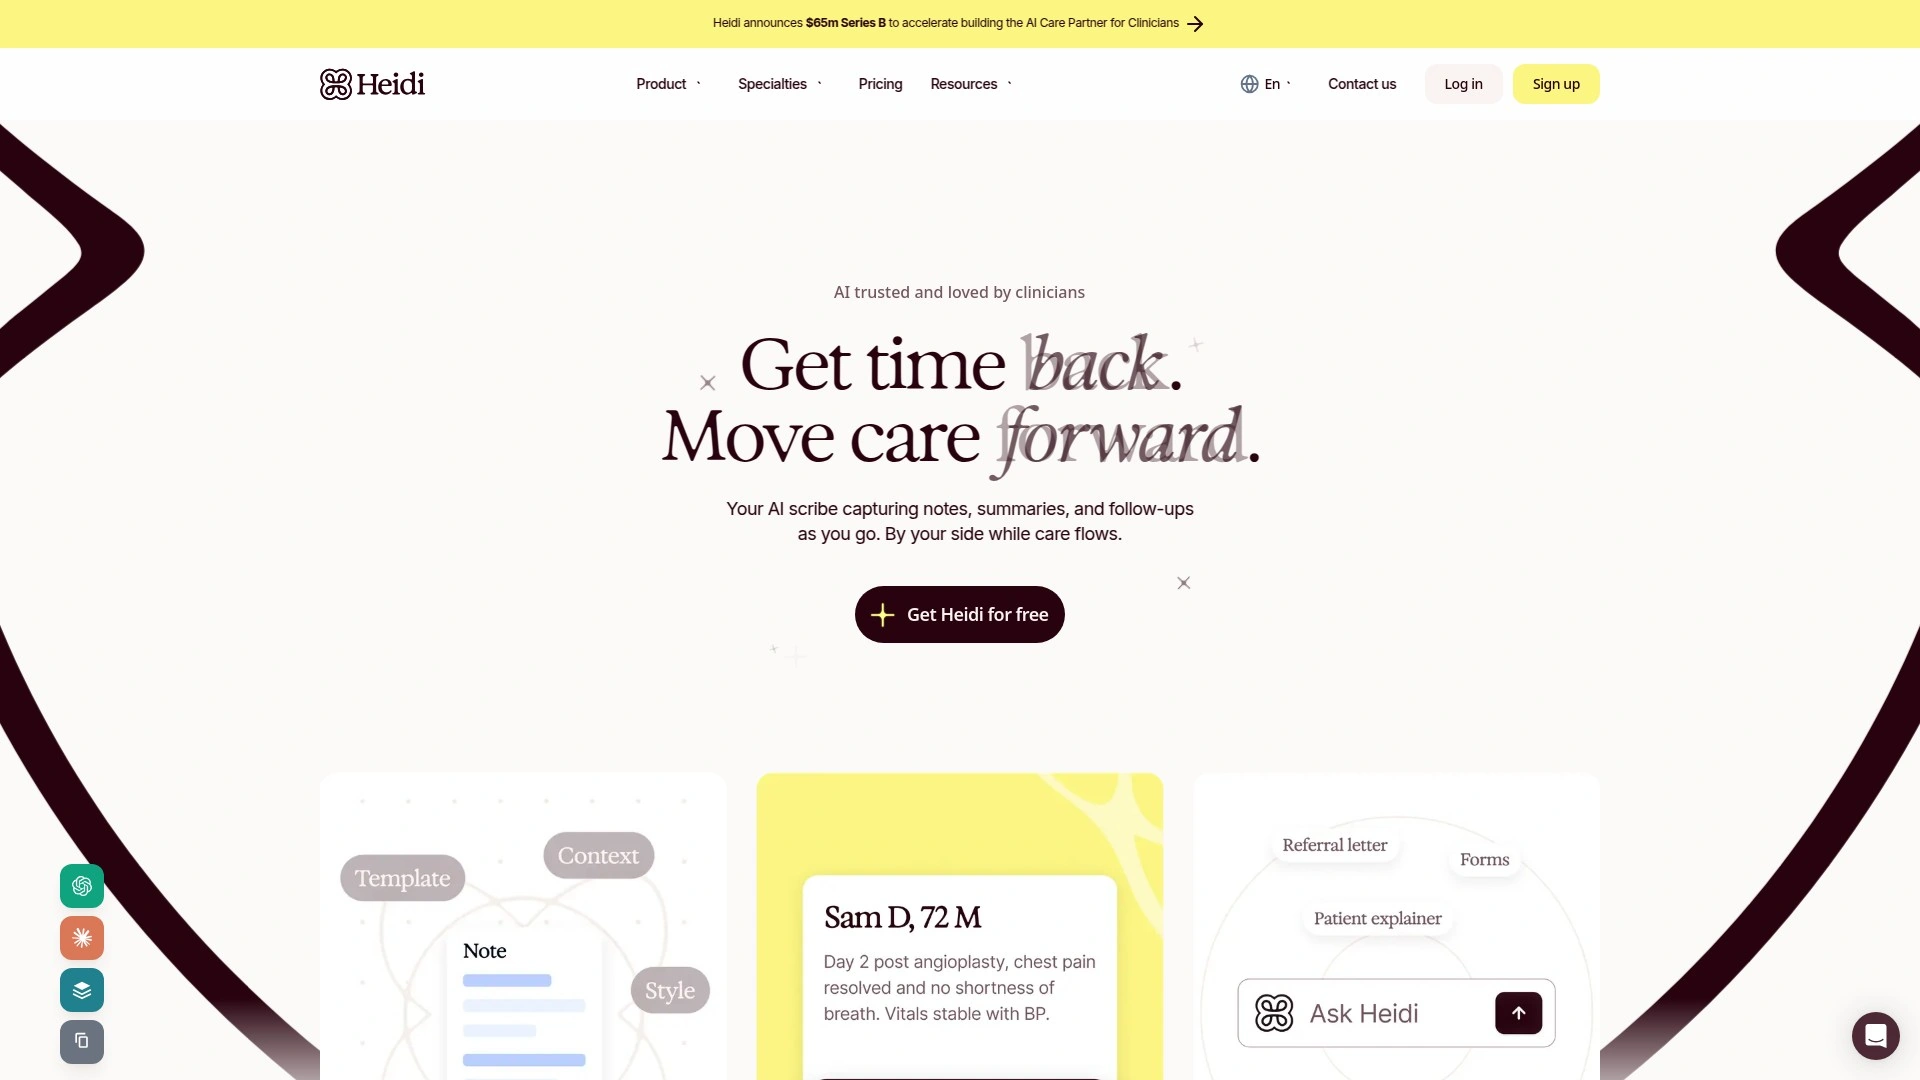 Heidi announces $65m Series B to accelerate building the AI Care Partner for Clinicians
Heidi
Product
Specialties
Pricing
Resources
En
Contact us
Log in
Sign up
AI trusted and loved by clinicians
Get time back.
Move care forward.
Your AI scribe capturing notes, summaries, and follow-ups
as you go. By your side while care flows.
Get Heidi for free
Template
Context
Note
Style
Sam D, 72 M
Day 2 post angioplasty, chest pain
resolved and no shortness of
breath. Vitals stable with BP.
Referral letter
Forms
Patient explainer
Ask Heidi